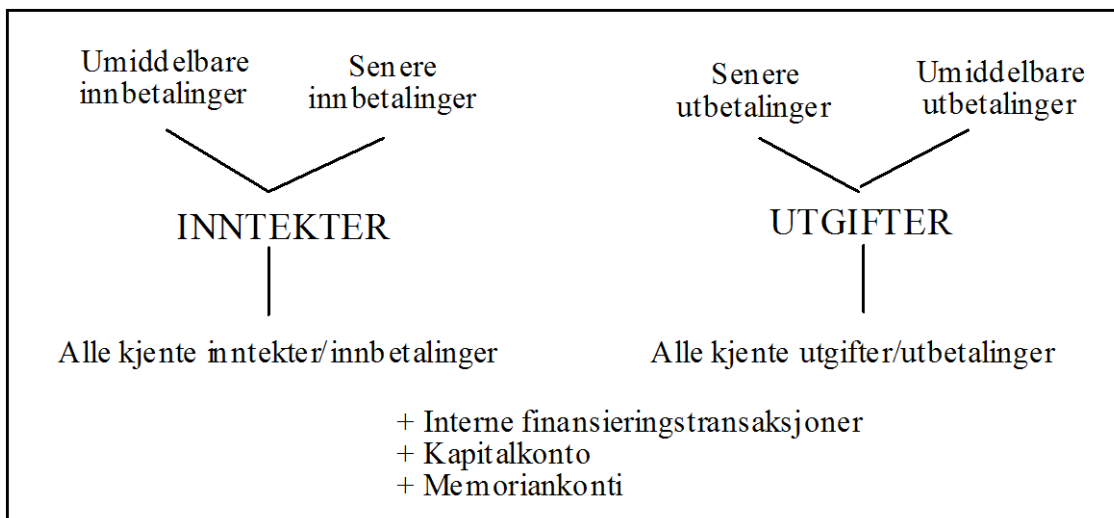 Umiddelbare
innbetalinger
Senere
innbetalinger
INNTEKTER
Alle kjente inntekter/innbetalinger
Senere
utbetalinger
Umiddelbare
utbetalinger
UTGIFTER
Alle kjente utgifter/utbetalinger
+ Interne finansieringstransaksjoner
+ Kapitalkonto
+ Memoriankonti